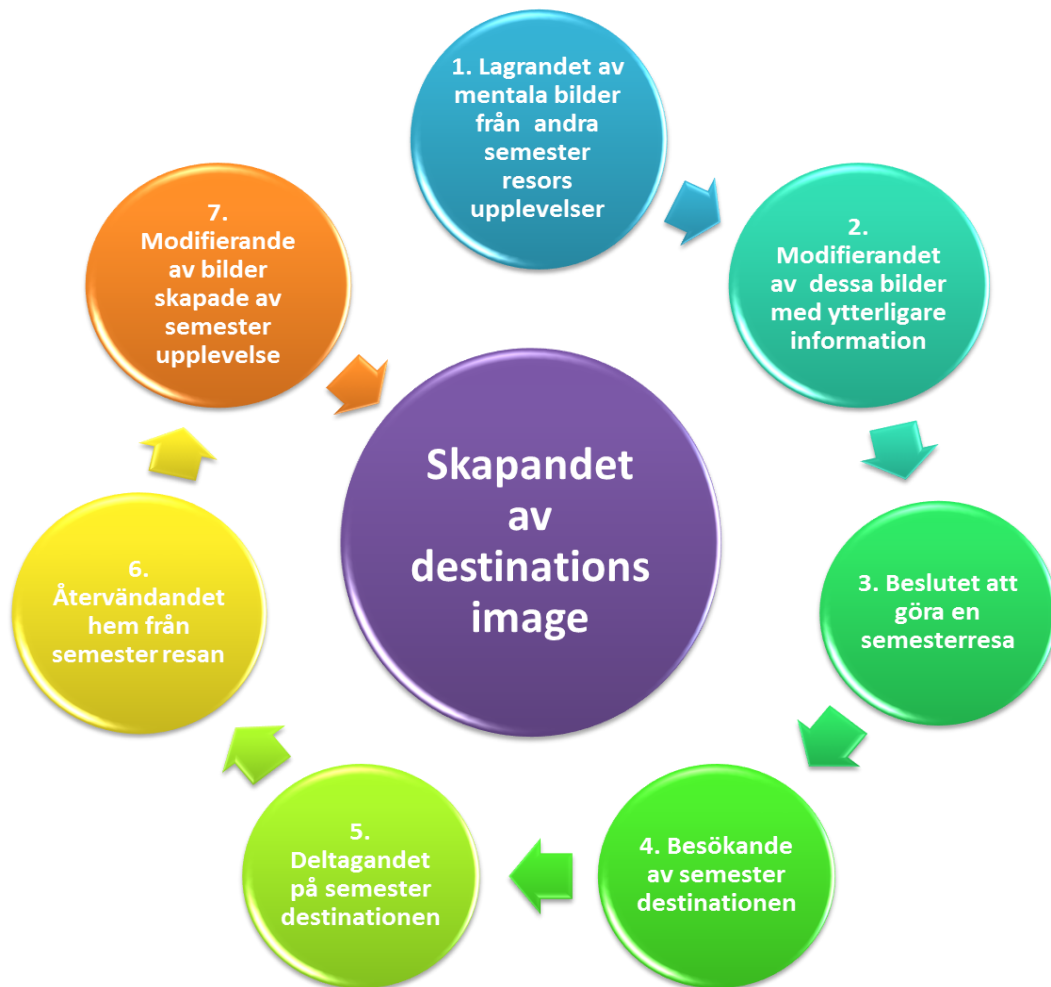 1. Lagrandet av
mentala bilder
från andra
semester
resors
upplevelser
2.
Modifierandet
av dessa bilder
med ytterligare
information
3. Beslutet att
göra en
semesterresa
4. Besökande
av semester
destinationen
5.
Deltagandet
på semester
destinationen
6.
Återvändandet
hem från
semester resan
7.
Modifierande
av bilder
skapade av
semester
upplevelse
Skapandet
av
destinations
image